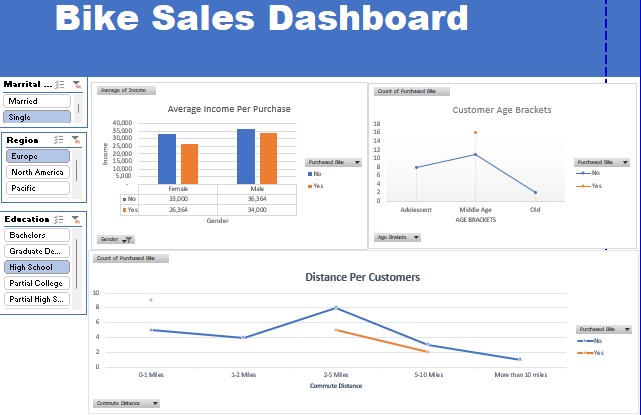 Bike Sales Dashboard
Marrital ...
Married
Single
Region
Europe
North America
Pacific
Education
Bachelors
Graduate De...
High School
Partial College
Partial High S...
Average of Income
Average Income Per Purchase
Income
40,000
35,000
30,000
25,000
20,000
15,000
10,000
5,000
-
Female Male
No 33,000 36,364
Yes 26,364 34,000
Gender
Purchased Bike
No
Yes
Gender
Count of Purchased Bike
Customer Age Brackets
18
16
14
12
10
8
6
4
2
0
Adolescent Middle Age Old
AGE BRACKETS
Purchased Bike
No
Yes
Age Brakets
Count of Purchased Bike
Distance Per Customers
10
8
6
4
2
0
0-1 Miles 1-2 Miles 2-5 Miles 5-10 Miles More than 10 miles
Commute Distance
Purchased Bike
No
Yes
Commute Distance